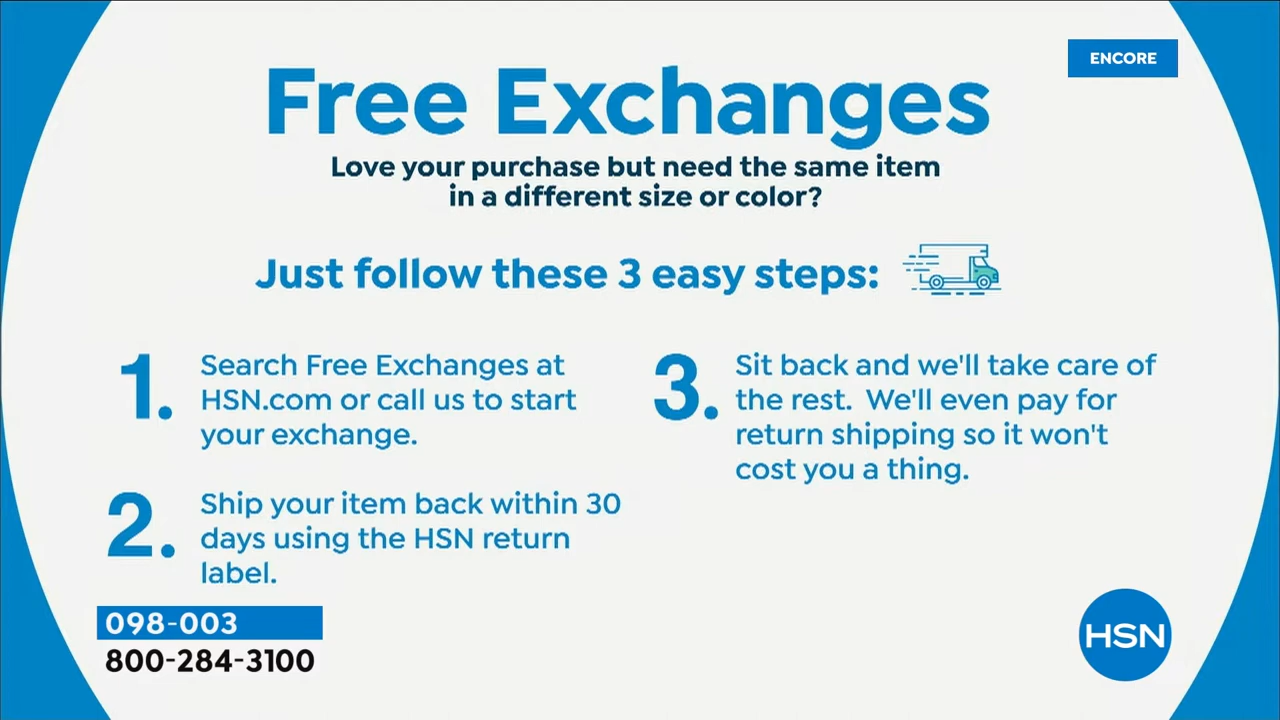 ENCORE
Free Exchanges
Love your purchase but need the same item
in a different size or color?
Just follow these 3 easy steps:
1. Search Free Exchanges at
HSN.com or call us to start
your exchange.
2. Ship your item back within 30
days using the HSN return
label.
3. Sit back and we'll take care of
the rest. We'll even pay for
return shipping so it won't
cost you a thing.
098-003
800-284-3100
HSN